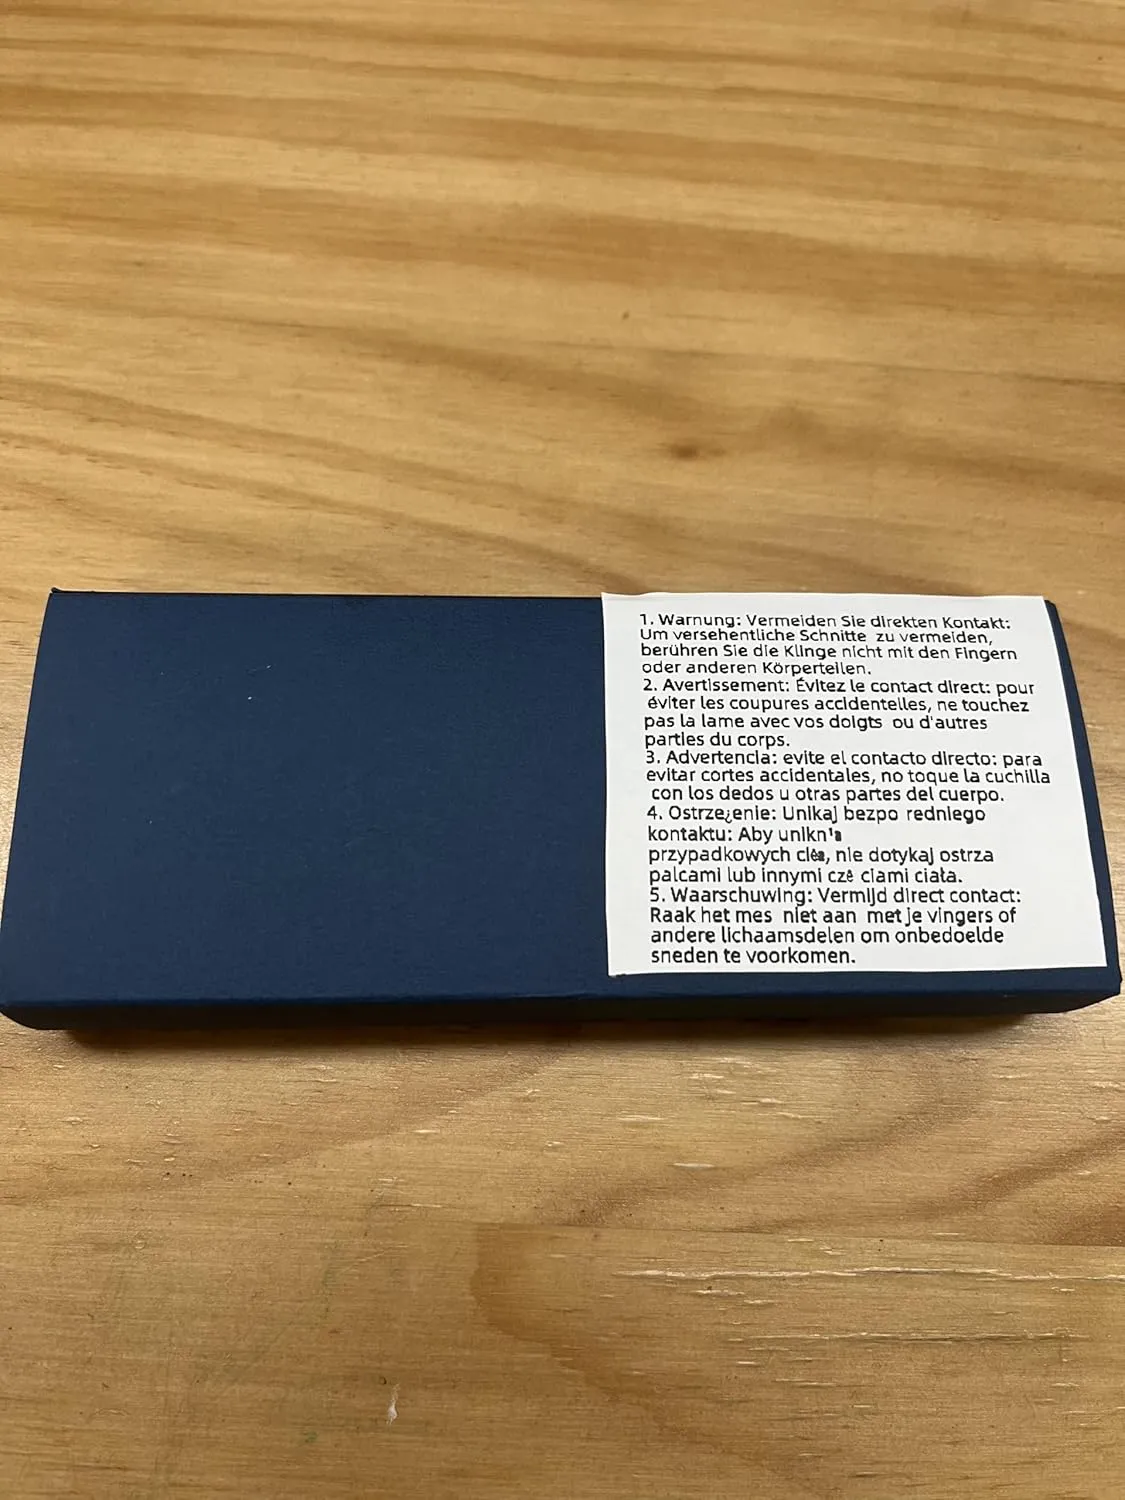 1. Warnung: Vermeiden Sie direkten Kontakt:
Um versehentliche Schnitte zu vermeiden,
berühren Sie die Klinge nicht mit den Fingern
oder anderen Körperteilen.
2. Avertissement: Évitez le contact direct: pour
éviter les coupures accidentelles, ne touchez
pas la lame avec vos doigts ou d'autres
parties du corps.
3. Advertencia: evite el contacto directo: para
evitar cortes accidentales, no toque la cuchilla
con los dedos u otras partes del cuerpo.
4. Ostrze¿enie: Unikaj bezpo redniego
kontaktu: Aby
przypadkowych nie dotykaj ostrza
palcami lub innymi ciami ciała.
5. Waarschuwing: Vermijd direct contact:
Raak het mes niet aan met je vingers of
andere lichaamsdelen om onbedoelde
sneden te voorkomen.